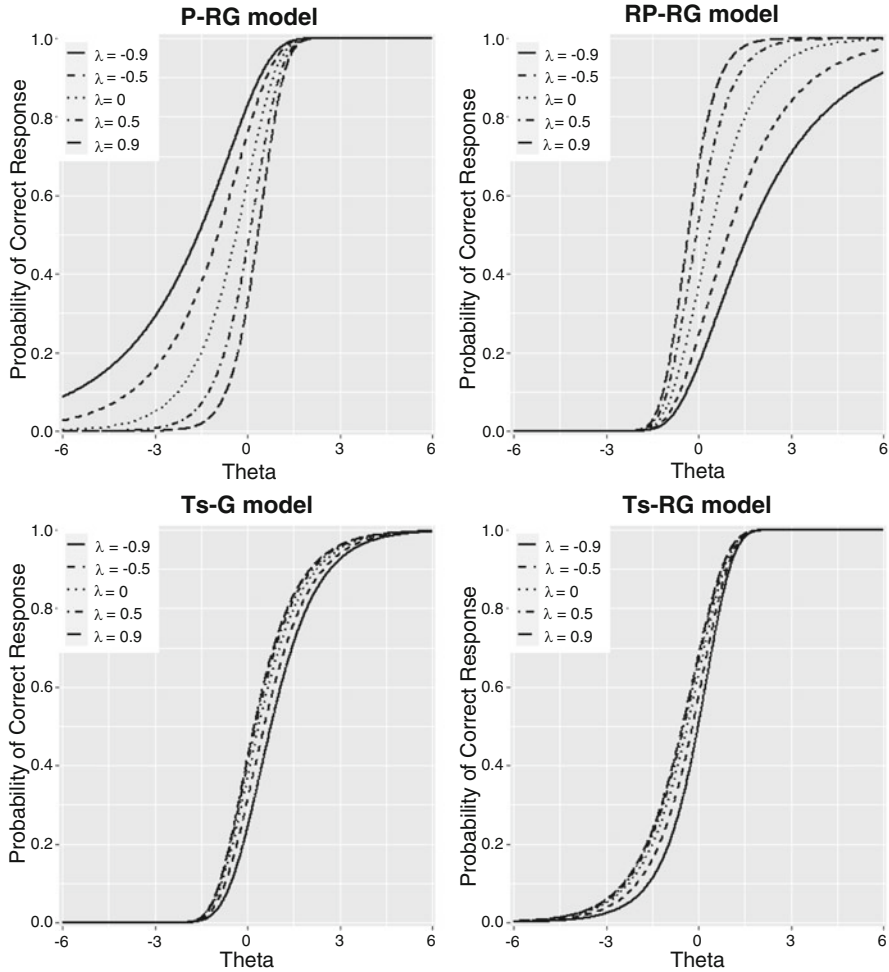 P-RG model
Probability of Correct Response
1.0
0.8
0.6
0.4
0.2
0.0
λ = -0.9
λ = -0.5
λ= 0
λ = 0.5
λ = 0.9
-6
-3
0
3
6
Theta
RP-RG model
Probability of Correct Response
1.0
0.8
0.6
0.4
0.2
0.0
λ = -0.9
λ = -0.5
λ= 0
λ = 0.5
λ = 0.9
-6
-3
0
3
6
Theta
Ts-G model
Probability of Correct Response
1.0
0.8
0.6
0.4
0.2
0.0
λ = -0.9
λ = -0.5
λ= 0
λ = 0.5
λ = 0.9
-6
-3
0
3
6
Theta
Ts-RG model
Probability of Correct Response
1.0
0.8
0.6
0.4
0.2
0.0
λ = -0.9
λ = -0.5
λ= 0
λ = 0.5
λ = 0.9
-6
-3
0
3
6
Theta